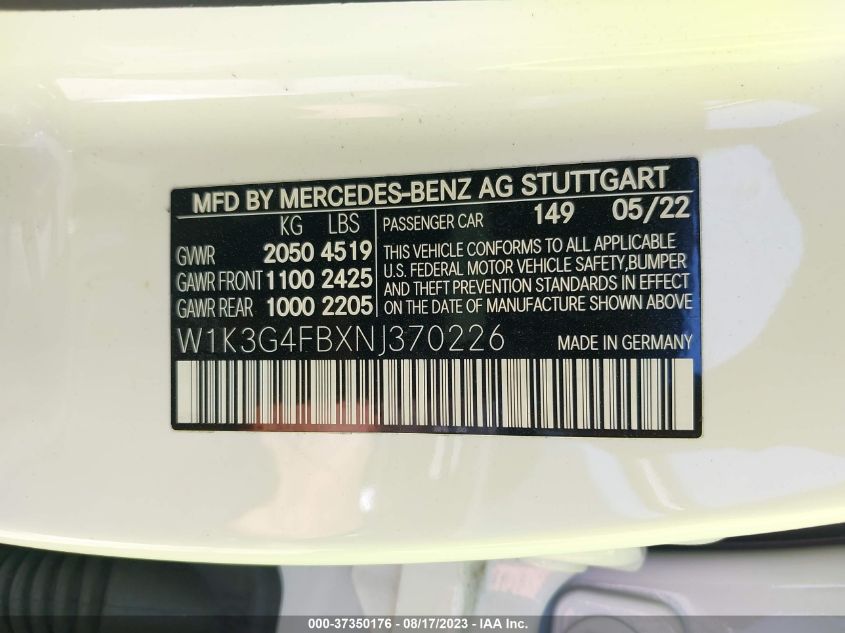 MFD BY MERCEDES-BENZ AG STUTTGART
KG LBS
GVWR 2050 4519
GAWR FRONT 1100 2425
GAWR REAR 1000 2205
PASSENGER CAR 149 05/22
THIS VEHICLE CONFORMS TO ALL APPLICABLE
U.S. FEDERAL MOTOR VEHICLE SAFETY,BUMPER
AND THEFT PREVENTION STANDARDS IN EFFECT
ON THE DATE OF MANUFACTURE SHOWN ABOVE
W1K3G4FBXNJ370226 MADE IN GERMANY
000-37350176 - 08/17/2023 - IAA Inc.